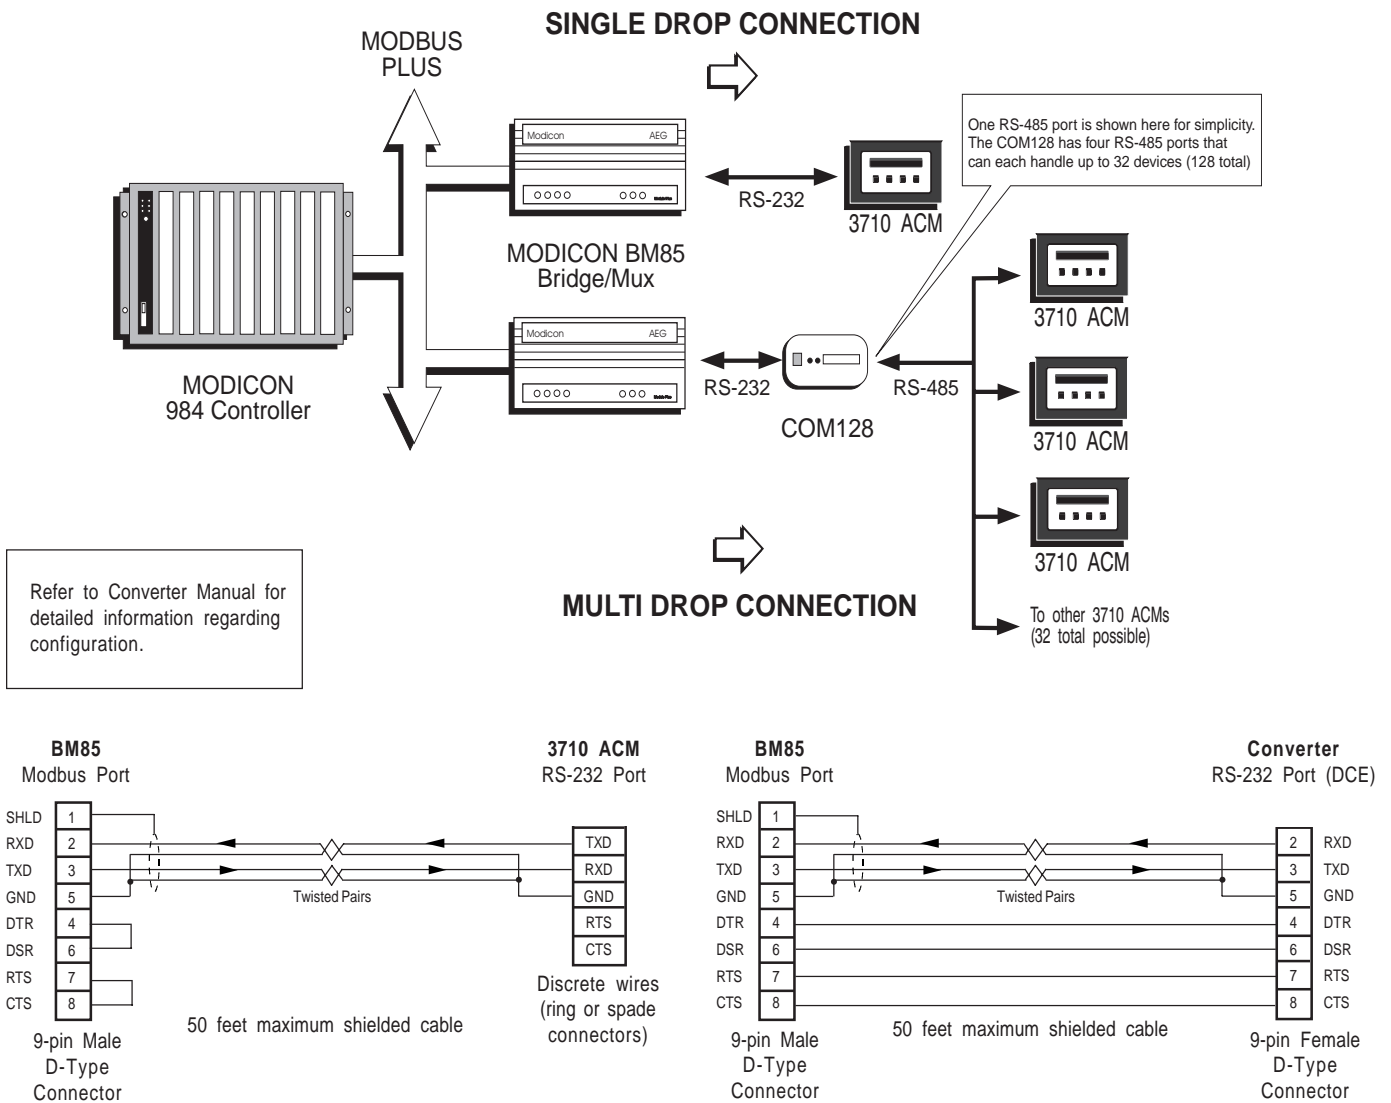 SINGLE DROP CONNECTION
MODBUS
PLUS
Modicon AEG
MODICON BM85
Bridge/Mux
RS-232
3710 ACM
One RS-485 port is shown here for simplicity.
The COM128 has four RS-485 ports that
can each handle up to 32 devices (128 total)
MODICON
984 Controller
Modicon AEG
RS-232
COM128
RS-485
3710 ACM
3710 ACM
3710 ACM
To other 3710 ACMs
(32 total possible)
MULTI DROP CONNECTION
Refer to Converter Manual for
detailed information regarding
configuration.
BM85
Modbus Port
3710 ACM
RS-232 Port
SHLD 1
RXD 2 TXD
TXD 3 RXD
GND 5 GND
DTR 4 RTS
DSR 6 CTS
RTS 7
CTS 8
Twisted Pairs
50 feet maximum shielded cable
9-pin Male
D-Type
Connector
Discrete wires
(ring or spade
connectors)
BM85
Modbus Port
Converter
RS-232 Port (DCE)
SHLD 1
RXD 2 2 RXD
TXD 3 3 TXD
GND 5 5 GND
DTR 4 4 DTR
DSR 6 6 DSR
RTS 7 7 RTS
CTS 8 8 CTS
Twisted Pairs
50 feet maximum shielded cable
9-pin Male
D-Type
Connector
9-pin Female
D-Type
Connector